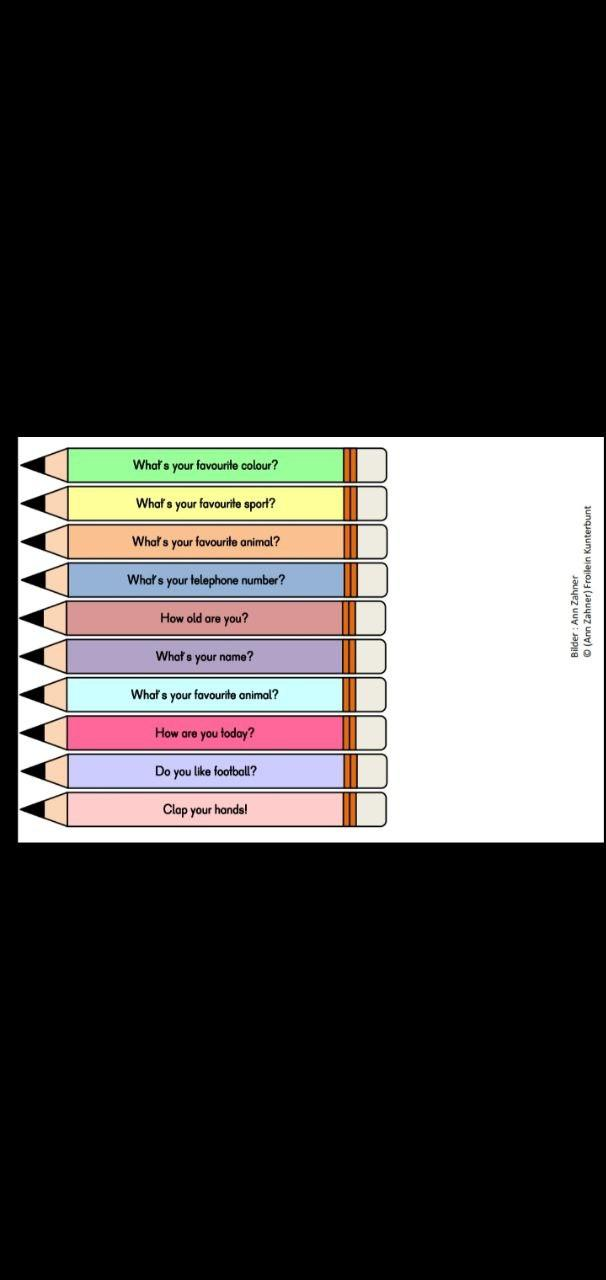 What's your favourite colour?
What's your favourite sport?
What's your favourite animal?
What's your telephone number?
How old are you?
What's your name?
What's your favourite animal?
How are you today?
Do you like football?
Clap your hands!
Bilder : Ann Zahner
© (Ann Zahner) Froilein Kunterbunt